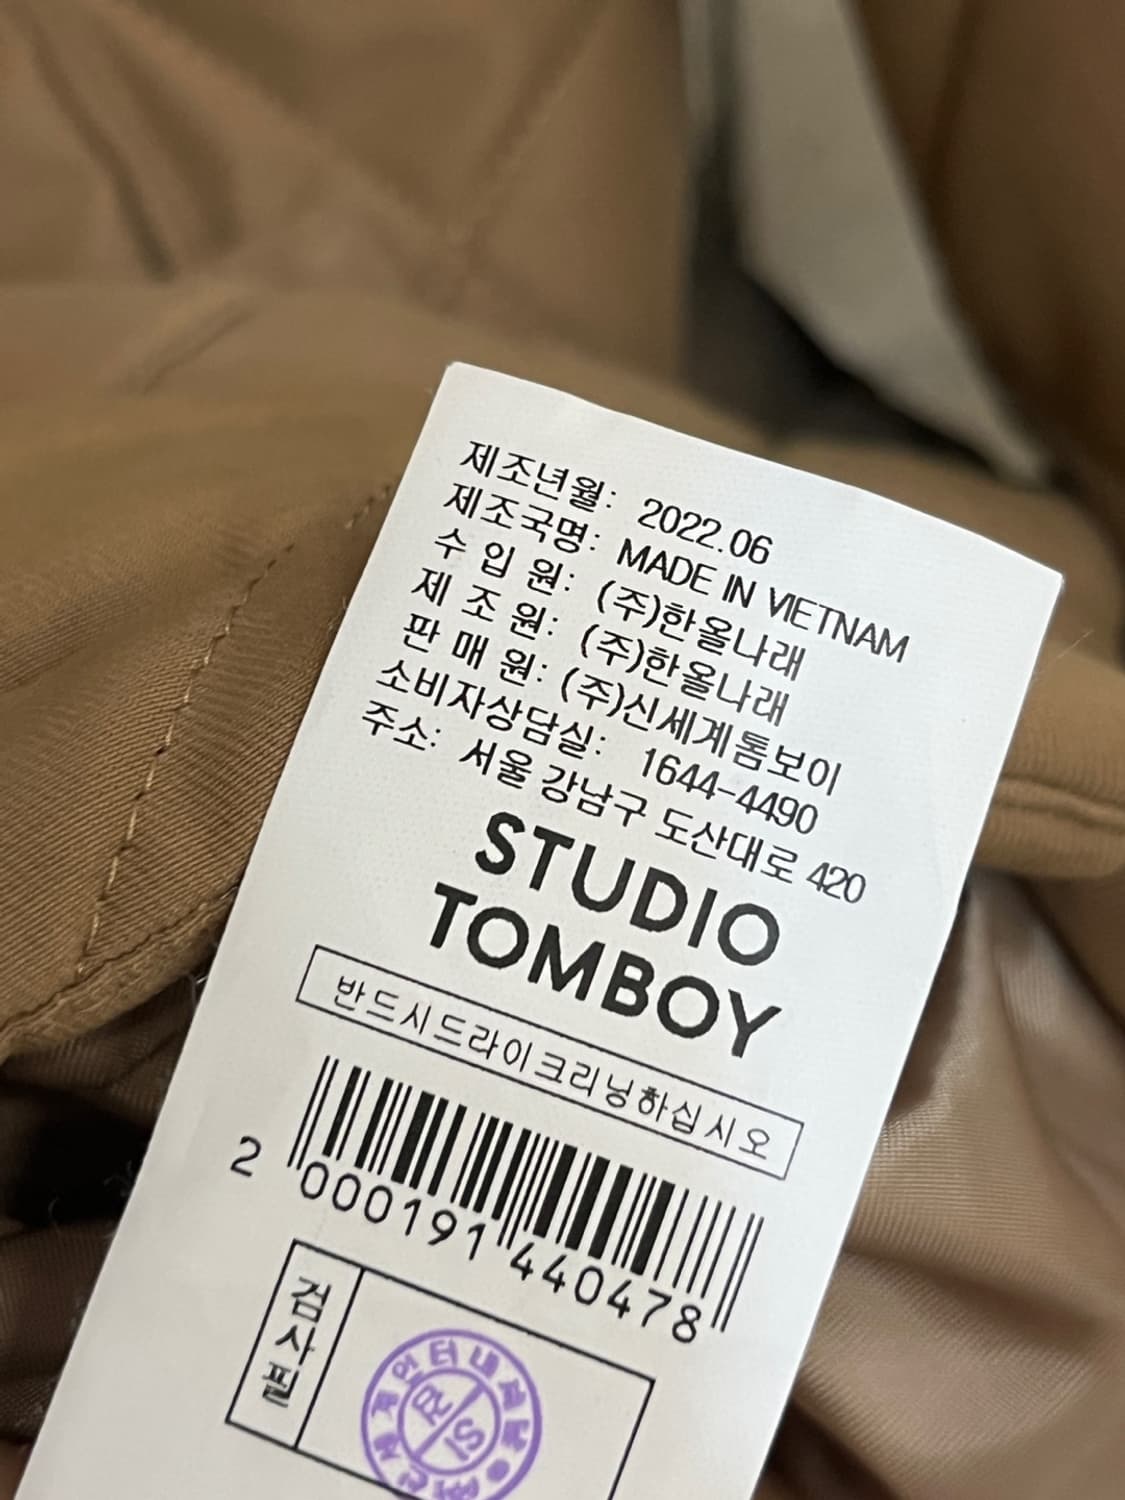 제조년월: 2022.06
제조국명: MADE IN VIETNAM
수 입 원: (주)한올나래
제 조 원: (주)한올나래
판 매 원: (주)신세계톰보이
소비자상담실: 1644-4490
주소: 서울 강남구 도산대로 420
STUDIO
TOMBOY
반드시드라이크리닝하십시오
2 000191 440478
검사필